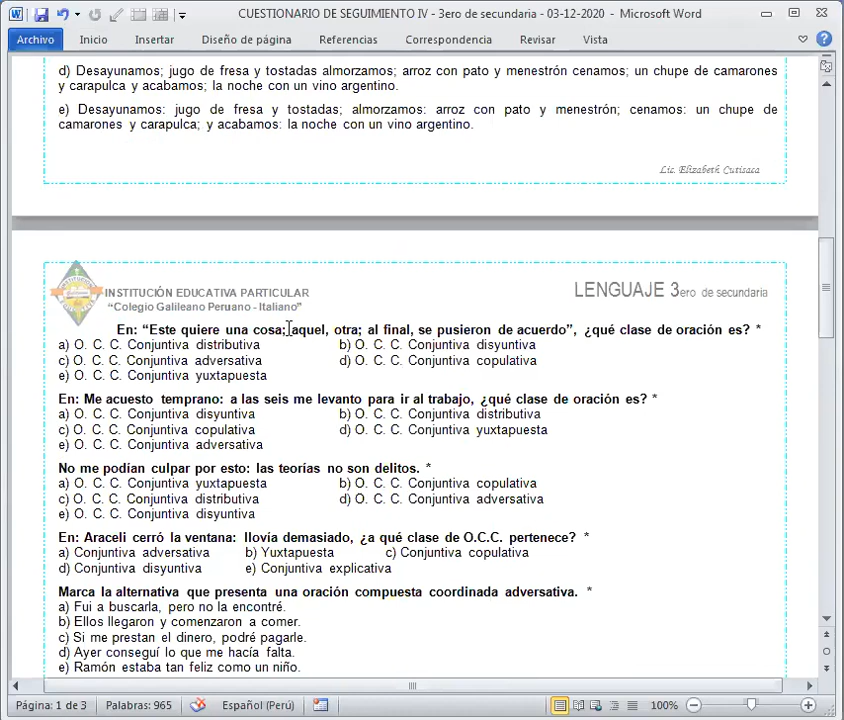 CUESTIONARIO DE SEGUIMIENTO IV - 3ero de secundaria - 03-12-2020 - Microsoft Word
Archivo Inicio Insertar Diseño de página Referencias Correspondencia Revisar Vista
d) Desayunamos; jugo de fresa y tostadas almorzamos; arroz con pato y menestrón cenamos; un chupe de camarones
y carapulca y acabamos; la noche con un vino argentino.
e) Desayunamos: jugo de fresa y tostadas; almorzamos: arroz con pato y menestrón; cenamos: un chupe de
camarones y carapulca; y acabamos: la noche con un vino argentino.
Lic. Elizabeth Cutisaca
INSTITUCIÓN EDUCATIVA PARTICULAR
“Colegio Galileano Peruano - Italiano”
LENGUAJE 3ero de secundaria
En: “Este quiere una cosa; aquel, otra; al final, se pusieron de acuerdo”, ¿qué clase de oración es? *
a) O. C. C. Conjuntiva distributiva b) O. C. C. Conjuntiva disyuntiva
c) O. C. C. Conjuntiva adversativa d) O. C. C. Conjuntiva copulativa
e) O. C. C. Conjuntiva yuxtapuesta
En: Me acuesto temprano: a las seis me levanto para ir al trabajo, ¿qué clase de oración es? *
a) O. C. C. Conjuntiva disyuntiva b) O. C. C. Conjuntiva distributiva
c) O. C. C. Conjuntiva copulativa d) O. C. C. Conjuntiva yuxtapuesta
e) O. C. C. Conjuntiva adversativa
No me podían culpar por esto: las teorías no son delitos. *
a) O. C. C. Conjuntiva yuxtapuesta b) O. C. C. Conjuntiva copulativa
c) O. C. C. Conjuntiva distributiva d) O. C. C. Conjuntiva adversativa
e) O. C. C. Conjuntiva disyuntiva
En: Araceli cerró la ventana: llovía demasiado, ¿a qué clase de O.C.C. pertenece? *
a) Conjuntiva adversativa b) Yuxtapuesta c) Conjuntiva copulativa
d) Conjuntiva disyuntiva e) Conjuntiva explicativa
Marca la alternativa que presenta una oración compuesta coordinada adversativa. *
a) Fui a buscarla, pero no la encontré.
b) Ellos llegaron y comenzaron a comer.
c) Si me prestan el dinero, podré pagarle.
d) Ayer conseguí lo que me hacía falta.
e) Ramón estaba tan feliz como un niño.
Página: 1 de 3 Palabras: 965 Español (Perú) 100%